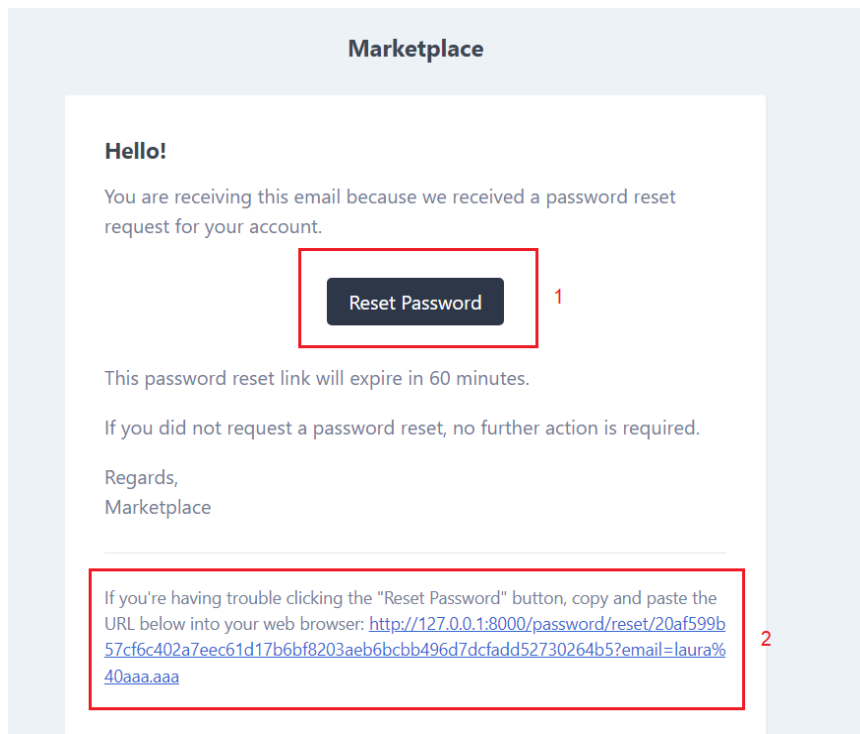 Marketplace
Hello!
You are receiving this email because we received a password reset
request for your account.
Reset Password
1
This password reset link will expire in 60 minutes.
If you did not request a password reset, no further action is required.
Regards,
Marketplace
If you're having trouble clicking the "Reset Password" button, copy and paste the
URL below into your web browser: http://127.0.0.1:8000/password/reset/20af599b
57cf6c402a7eec61d17b6bf8203aeb6bcbb496d7dcfadd52730264b5?email=laura%
40aaa.aaa
2